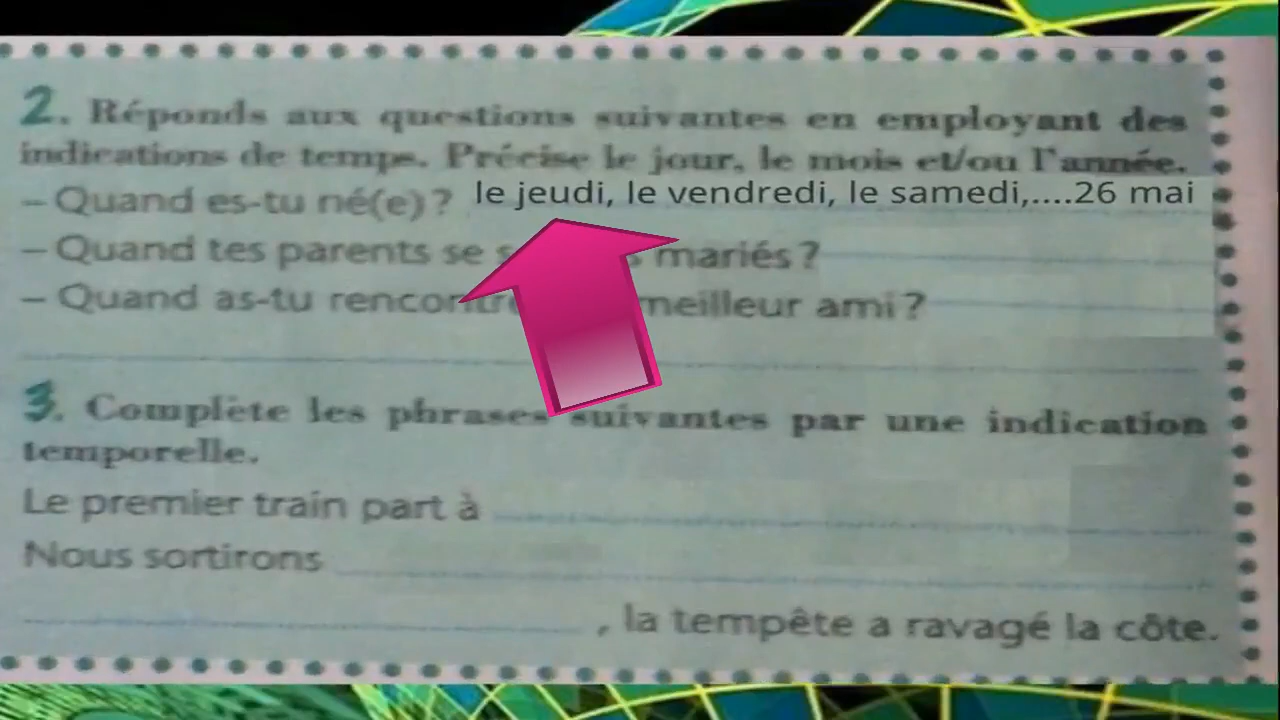 2. Réponds aux questions suivantes en employant des
indications de temps. Précise le jour, le mois et/ou l'année.
– Quand es-tu né(e) ? le jeudi, le vendredi, le samedi,....26 mai
– Quand tes parents se s mariés ?
– Quand as-tu rencontré meilleur ami ?
3. Complète les phrases suivantes par une indication
temporelle.
Le premier train part à
Nous sortirons
, la tempête a ravagé la côte.